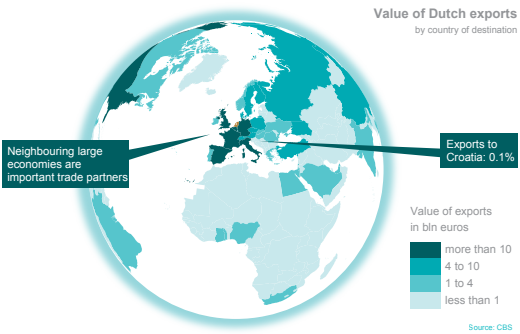 Value of Dutch exports
by country of destination
Neighbouring large
economies are
important trade partners
Exports to
Croatia: 0.1%
Value of exports
in bln euros
more than 10
4 to 10
1 to 4
less than 1
Source: CBS